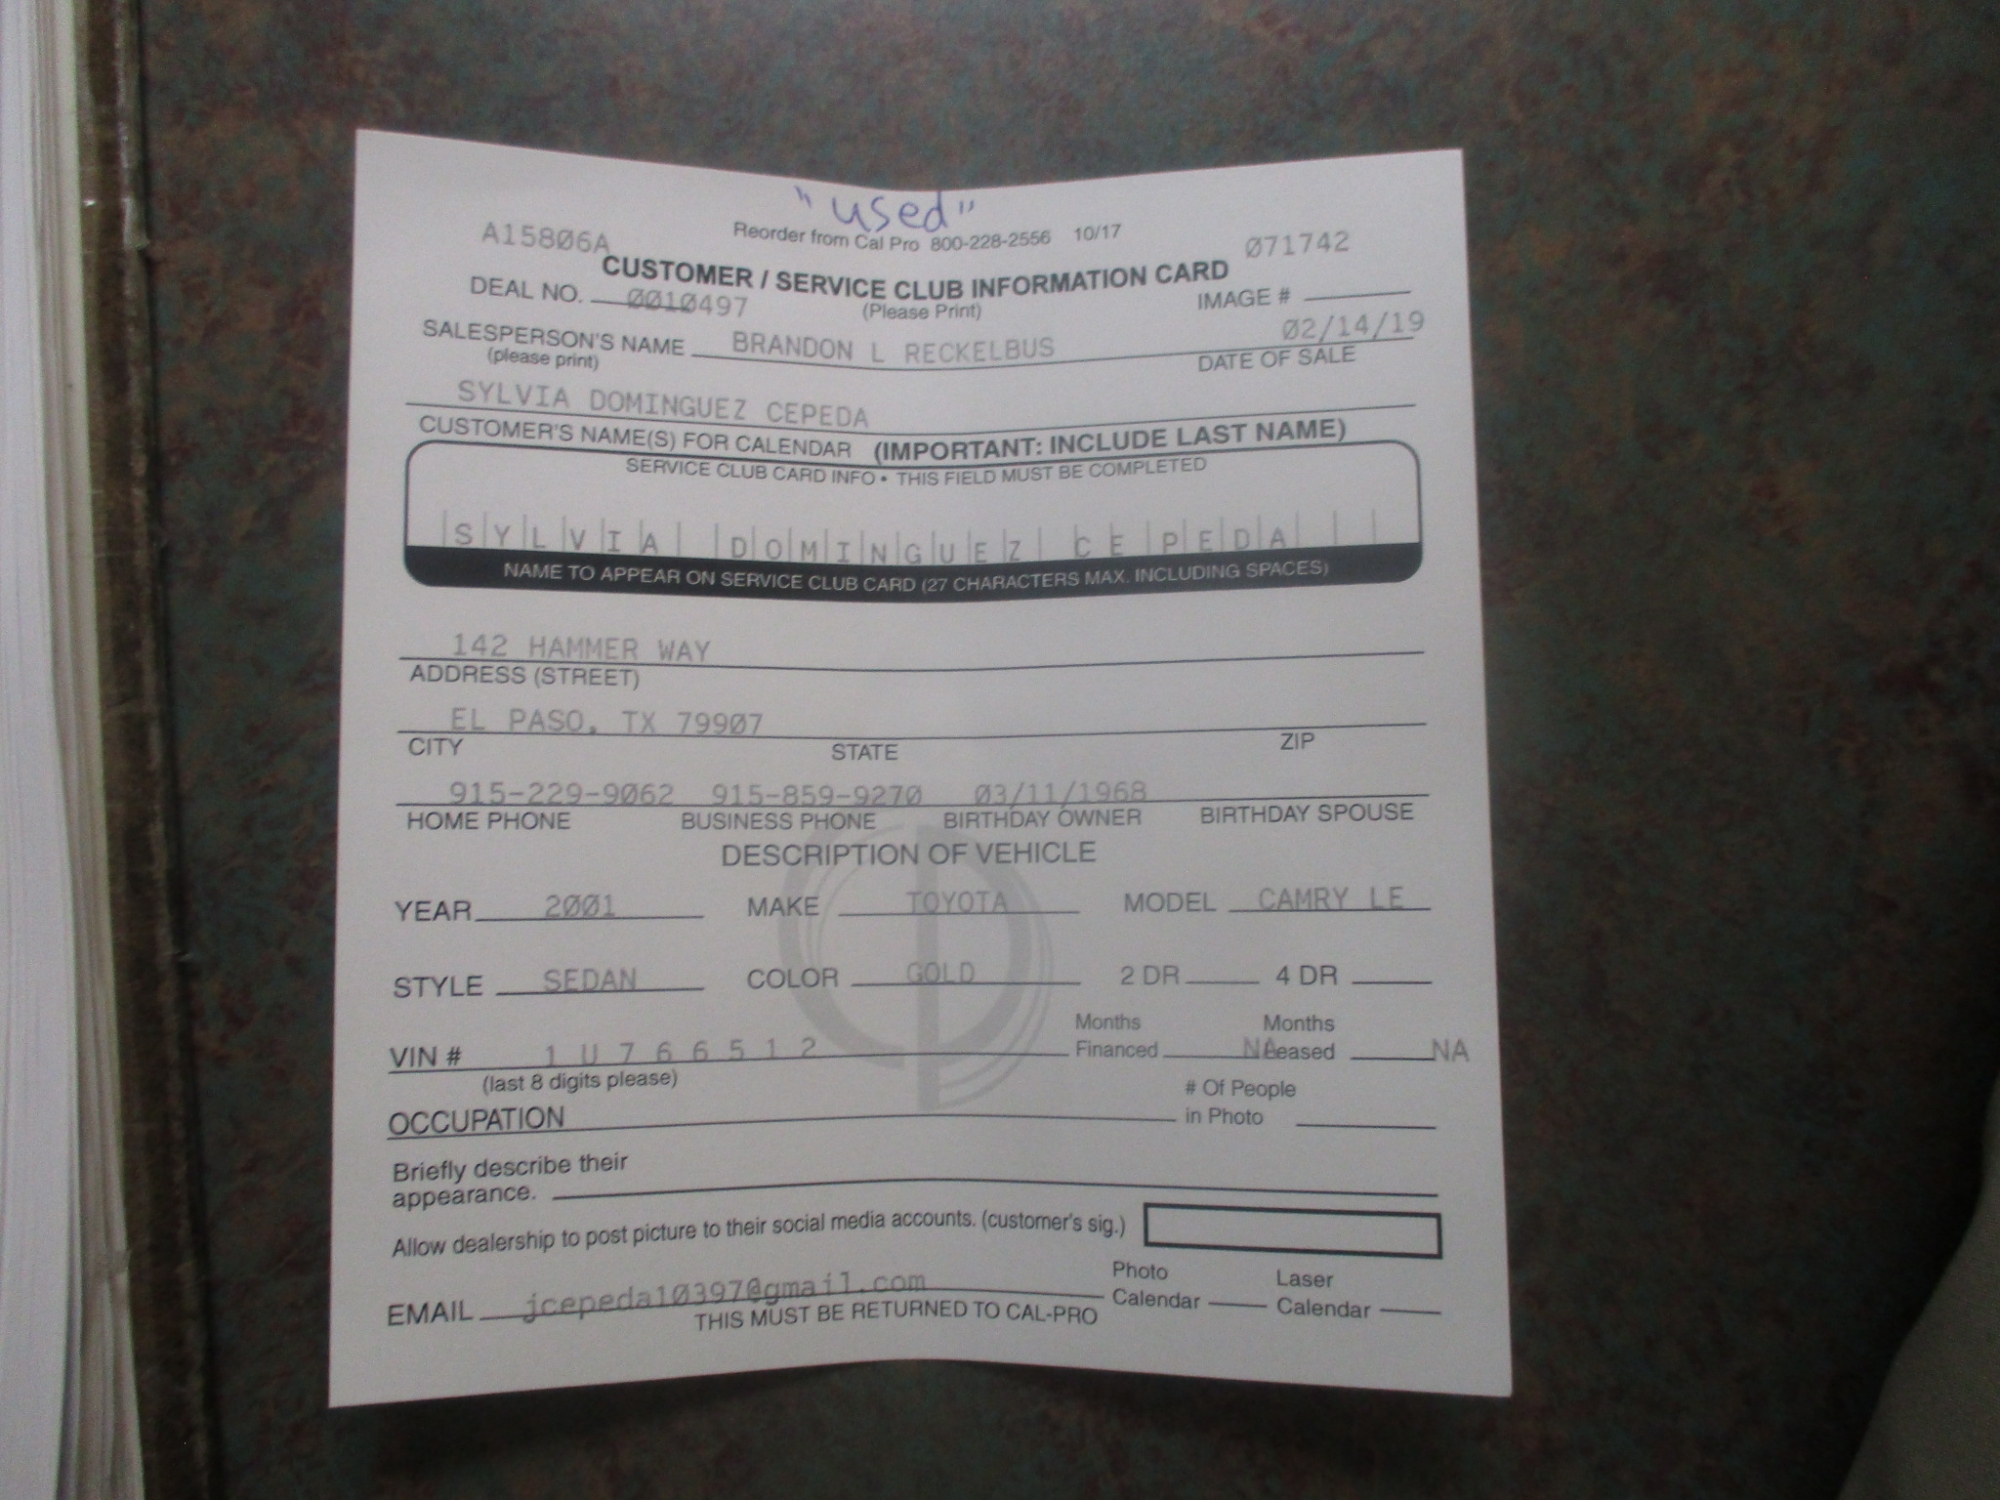 "used"
A15806A Reorder from Cal Pro 800-228-2556 10/17 071742
CUSTOMER / SERVICE CLUB INFORMATION CARD
DEAL NO. 0010497 (Please Print) IMAGE #
SALESPERSON'S NAME BRANDON L RECKELBUS 02/14/19
(please print) DATE OF SALE
SYLVIA DOMINGUEZ CEPEDA
CUSTOMER'S NAME(S) FOR CALENDAR (IMPORTANT: INCLUDE LAST NAME)
SERVICE CLUB CARD INFO • THIS FIELD MUST BE COMPLETED
SYLVIA DOMINGUEZ CEPEDA
NAME TO APPEAR ON SERVICE CLUB CARD (27 CHARACTERS MAX. INCLUDING SPACES)
142 HAMMER WAY
ADDRESS (STREET)
EL PASO, TX 79907
CITY STATE ZIP
915-229-9062 915-859-9270 03/11/1968
HOME PHONE BUSINESS PHONE BIRTHDAY OWNER BIRTHDAY SPOUSE
DESCRIPTION OF VEHICLE
YEAR 2001 MAKE TOYOTA MODEL CAMRY LE
STYLE SEDAN COLOR GOLD 2 DR 4 DR
Months Months
VIN # 1U766512 Financed NA Leased NA
(last 8 digits please) # Of People
OCCUPATION in Photo
Briefly describe their
appearance.
Allow dealership to post picture to their social media accounts. (customer's sig.)
Photo Laser
EMAIL jcepeda10397@gmail.com Calendar Calendar
THIS MUST BE RETURNED TO CAL-PRO